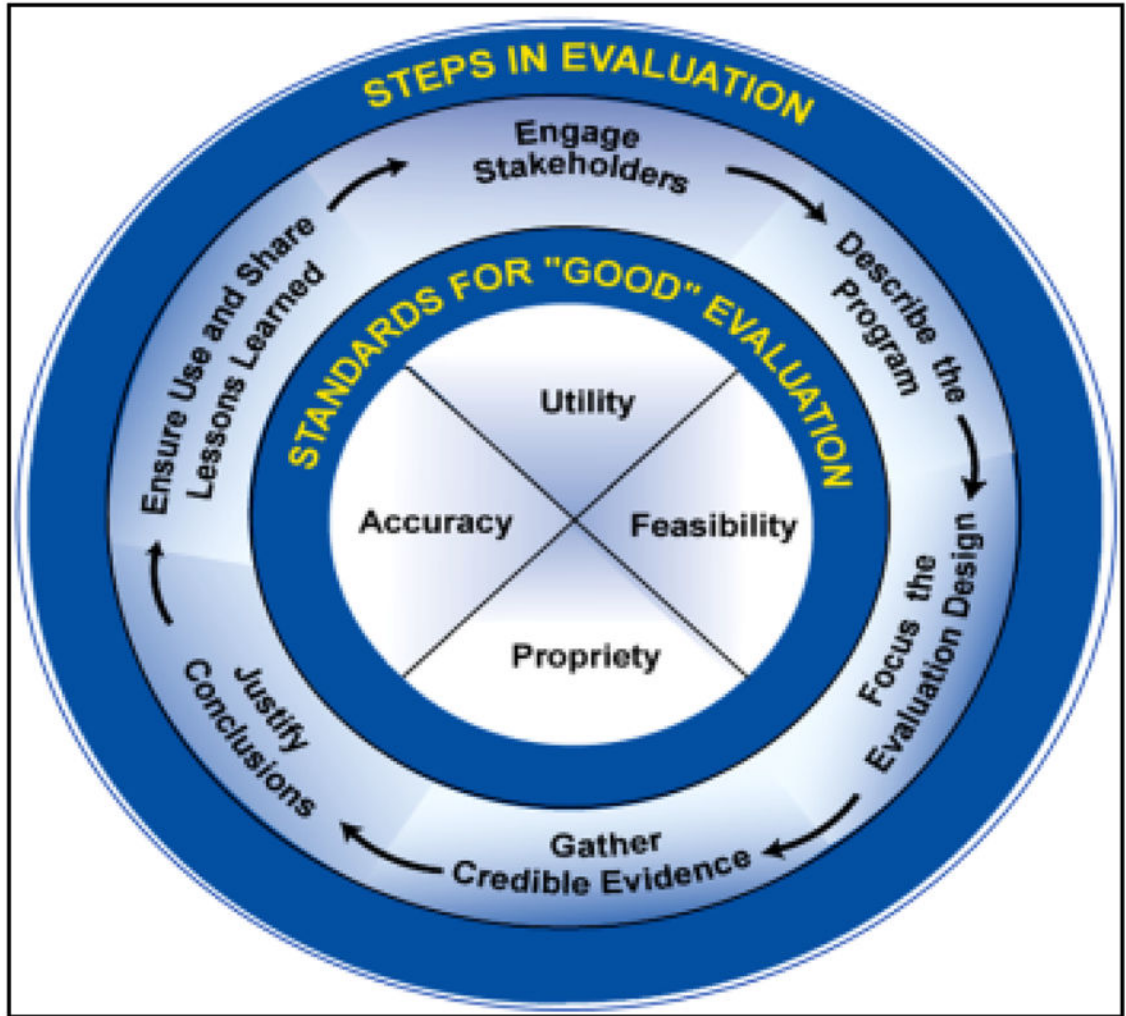 STEPS IN EVALUATION
Engage
Stakeholders
Describe the
Program
Focus the
Evaluation Design
Gather
Credible Evidence
Justify
Conclusions
Ensure Use and Share
Lessons Learned
STANDARDS FOR "GOOD" EVALUATION
Utility
Feasibility
Propriety
Accuracy